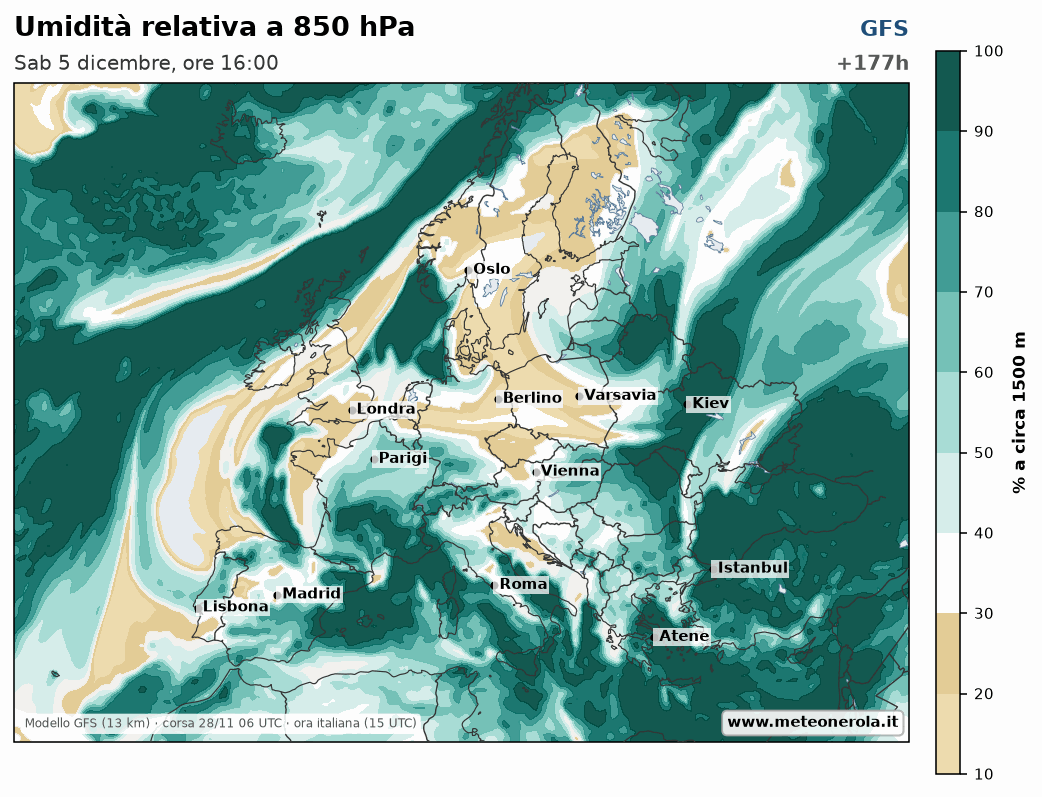 Umidità relativa a 850 hPa
GFS
Sab 5 dicembre, ore 16:00
+177h
Oslo
Londra
Berlino
Varsavia
Kiev
Parigi
Vienna
Istanbul
Madrid
Roma
Lisbona
Atene
Modello GFS (13 km) · corsa 28/11 06 UTC · ora italiana (15 UTC)
www.meteonerola.it
100
90
80
70
60
50
40
30
20
10
% a circa 1500 m